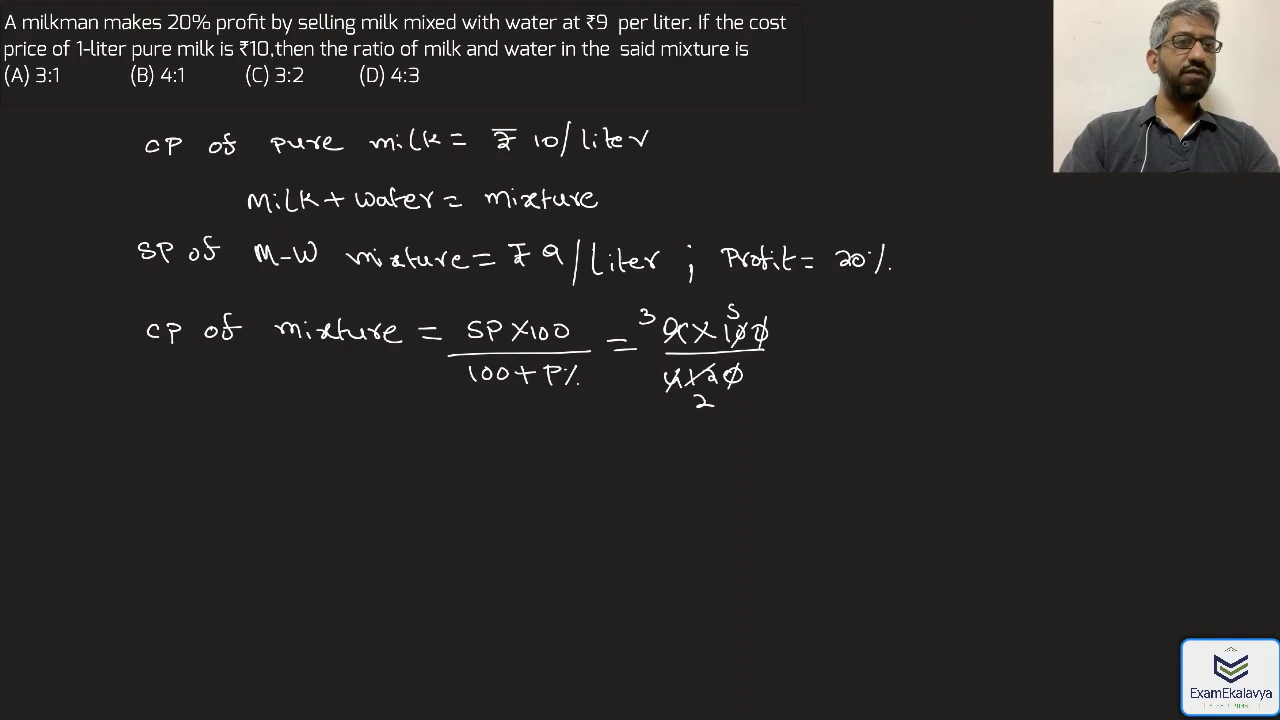 A milkman makes 20% profit by selling milk mixed with water at ₹9 per liter. If the cost
price of 1-liter pure milk is ₹10,then the ratio of milk and water in the said mixture is
(A) 3:1 (B) 4:1 (C) 3:2 (D) 4:3
CP of pure milk = ₹ 10/liter
Milk + water = mixture
SP of M-W mixture = ₹ 9/liter ; Profit = 20%.
CP of mixture = SP×100 / 100+P% = 3 9×100 5 / 120 2
ExamEkalavya